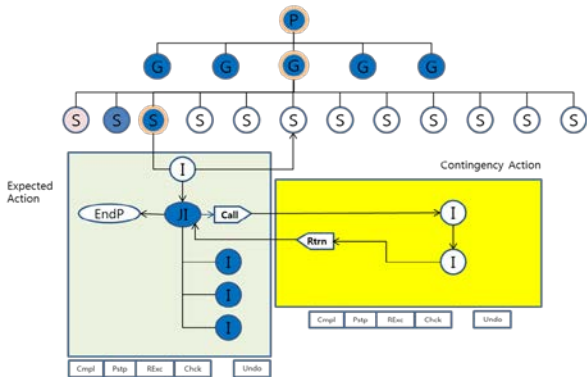 P
G G G G G
S S S S S S S S S S
I
Expected
Action
Contingency Action
EndP JI Call I
Rtrn I
I
I
I
Cmpl Pstp RExc Chck Undo
Cmpl Pstp RExc Chck Undo